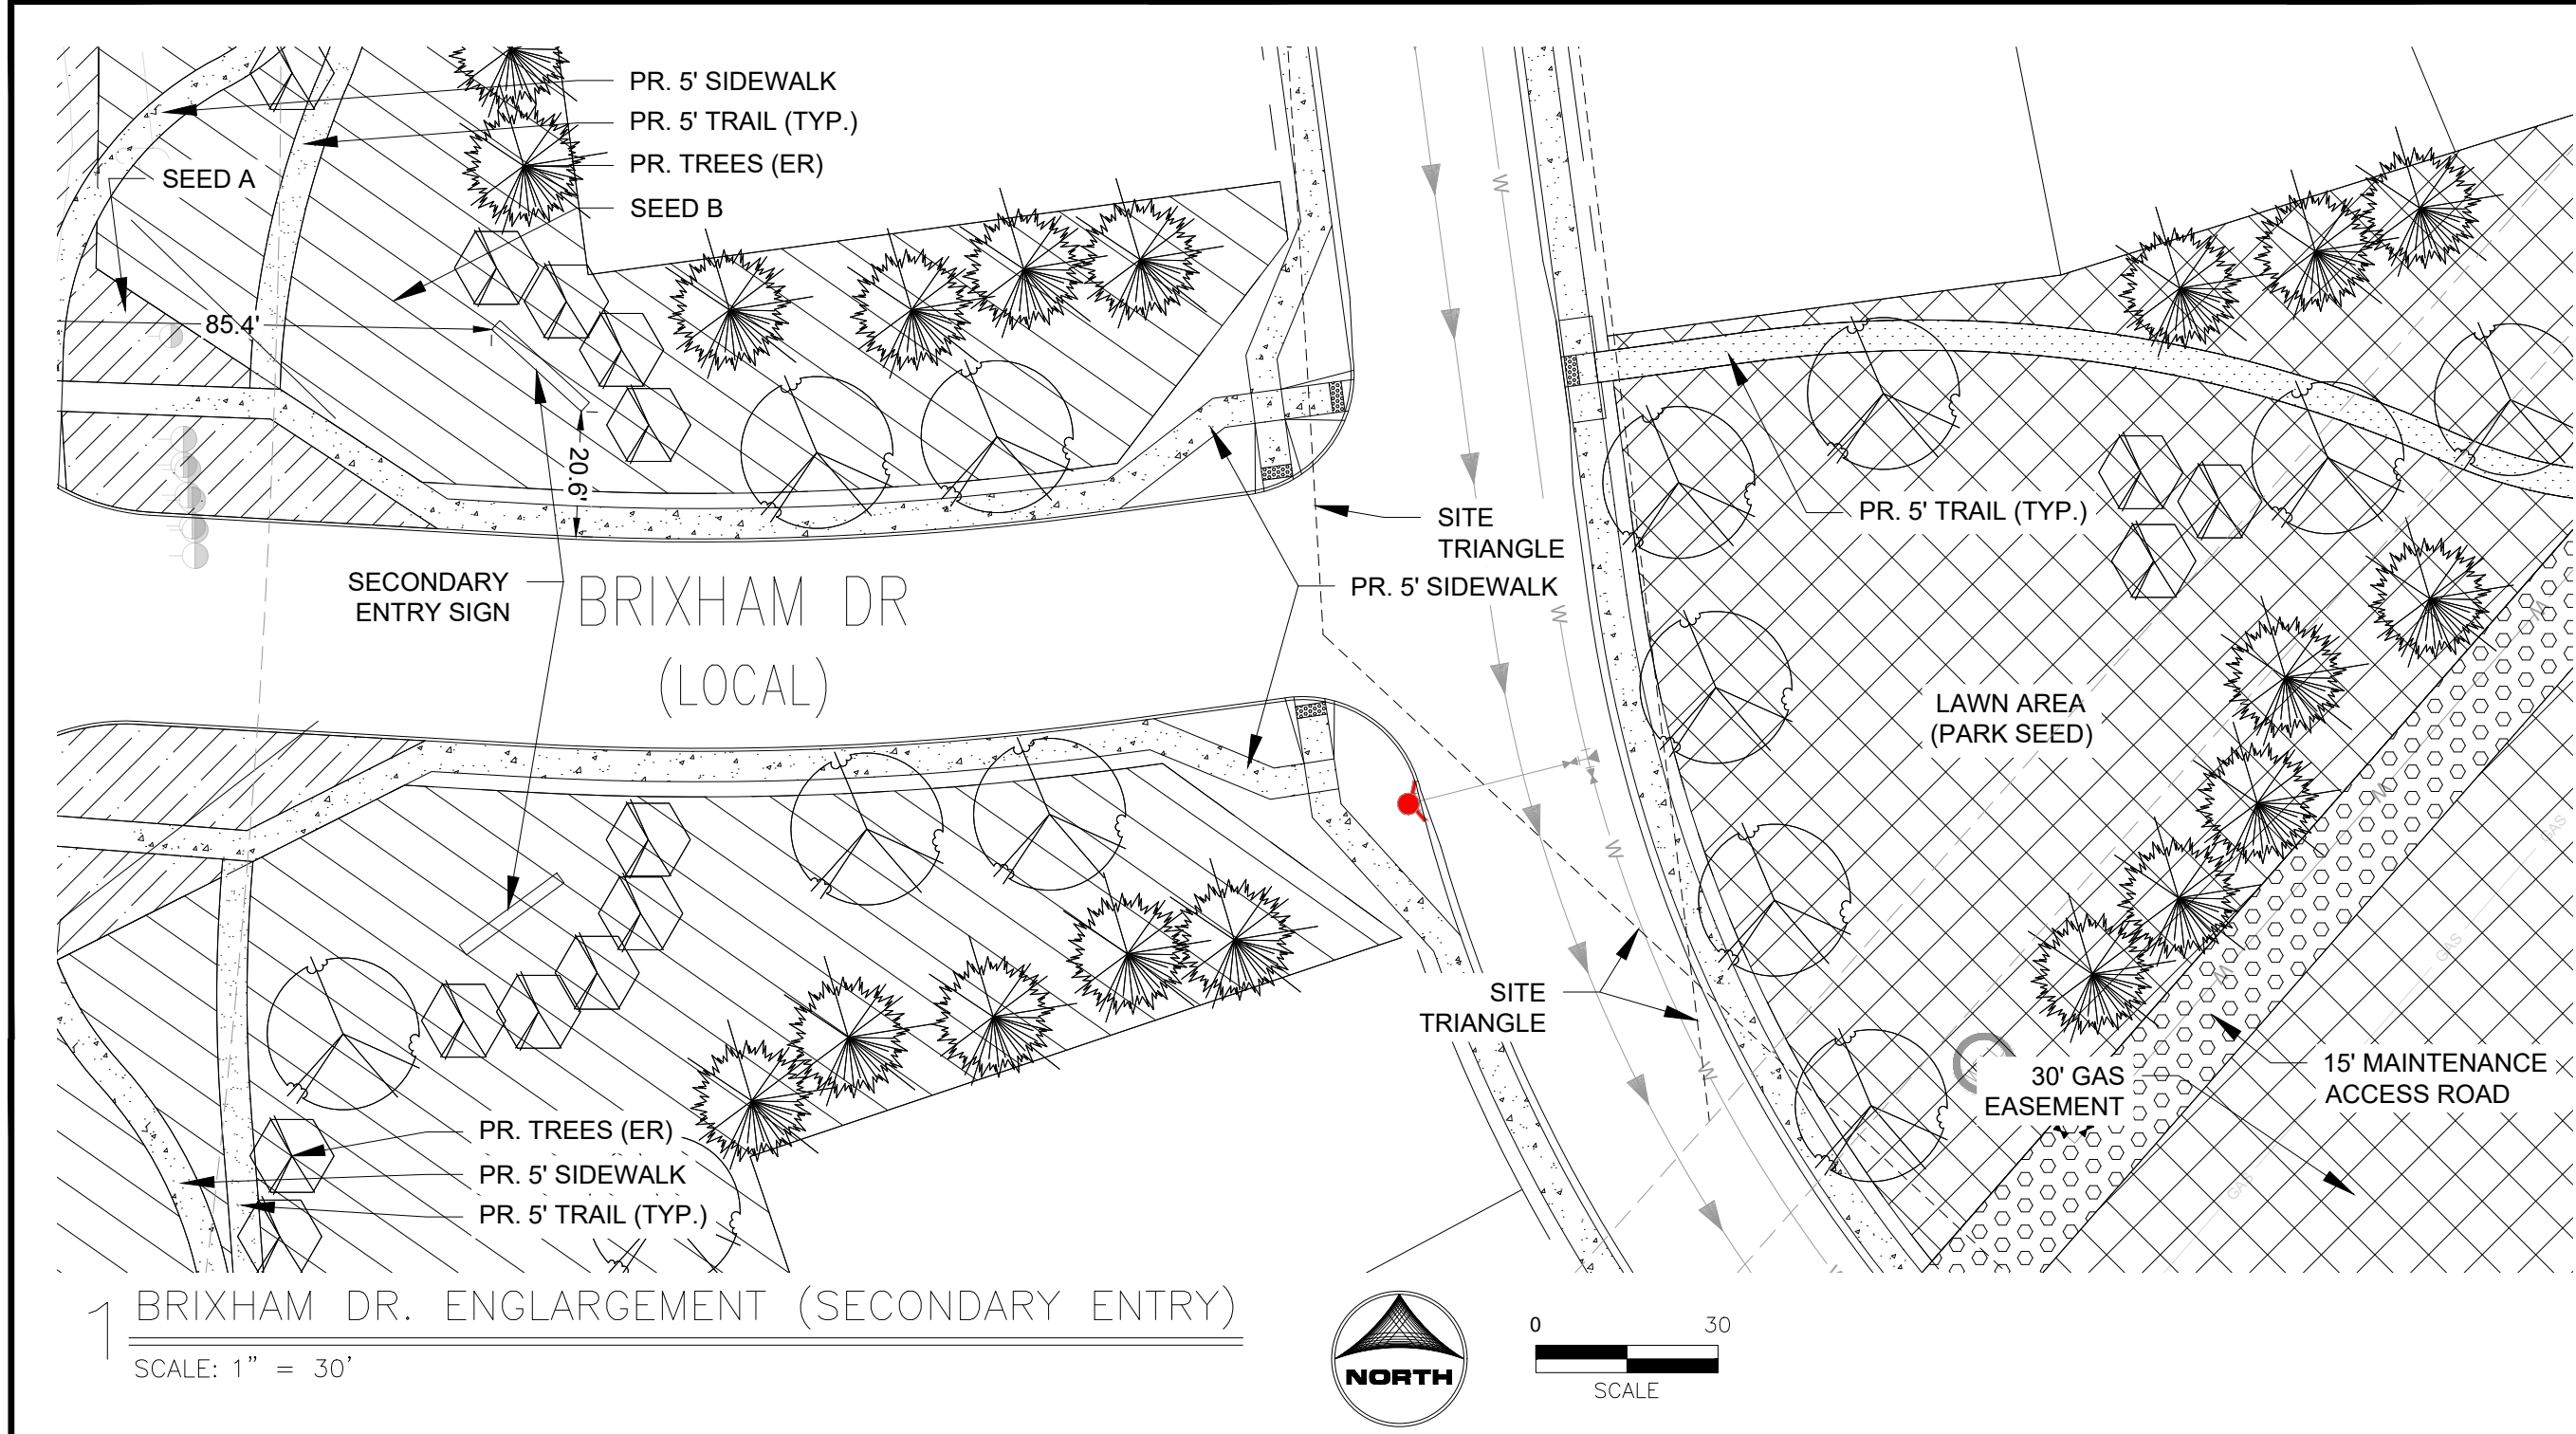 PR. 5' SIDEWALK
PR. 5' TRAIL (TYP.)
PR. TREES (ER)
SEED B
SEED A
85.4'
20.6'
SECONDARY
ENTRY SIGN
BRIXHAM DR
(LOCAL)
SITE
TRIANGLE
PR. 5' SIDEWALK
W
W
W
W
W
PR. 5' TRAIL (TYP.)
LAWN AREA
(PARK SEED)
W
W
W
GAS
GAS
GAS
SITE
TRIANGLE
30' GAS
EASEMENT
15' MAINTENANCE
ACCESS ROAD
PR. TREES (ER)
PR. 5' SIDEWALK
PR. 5' TRAIL (TYP.)
1
BRIXHAM DR. ENGLARGEMENT (SECONDARY ENTRY)
SCALE: 1" = 30'
NORTH
0 30
SCALE